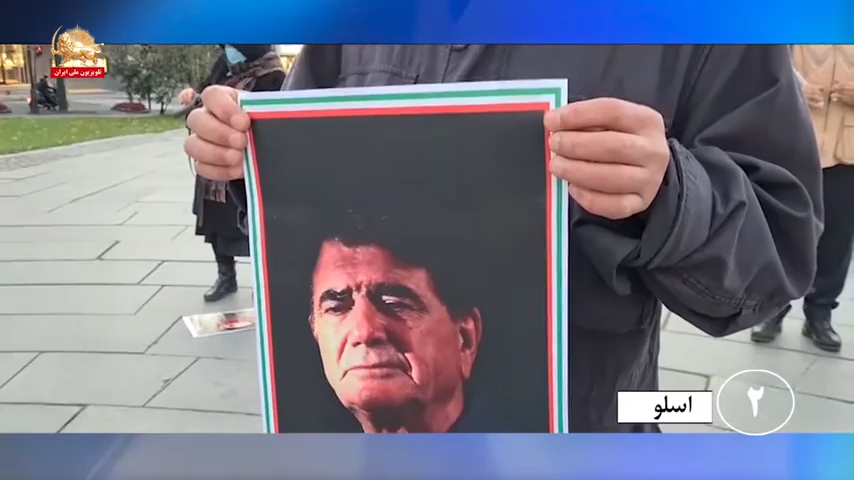 تلویزیون ملی ایران
اسلو
۲